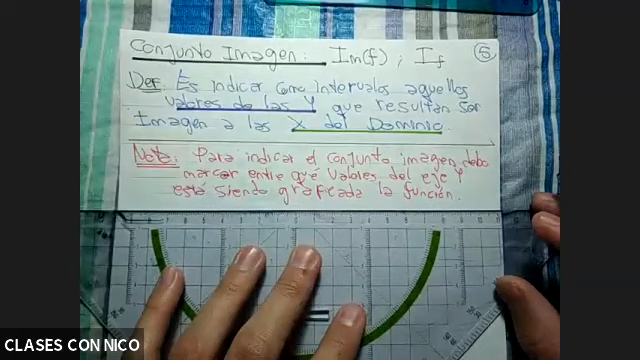 Conjunto Imagen: Im(f) ; If
5
Def: Es indicar como intervalos aquellos
valores de las Y que resultan ser
Imagen a las X del Dominio.
Nota: Para indicar el conjunto imagen debo
marcar entre qué valores del eje Y
está siendo graficada la función.
CLASES CON NICO